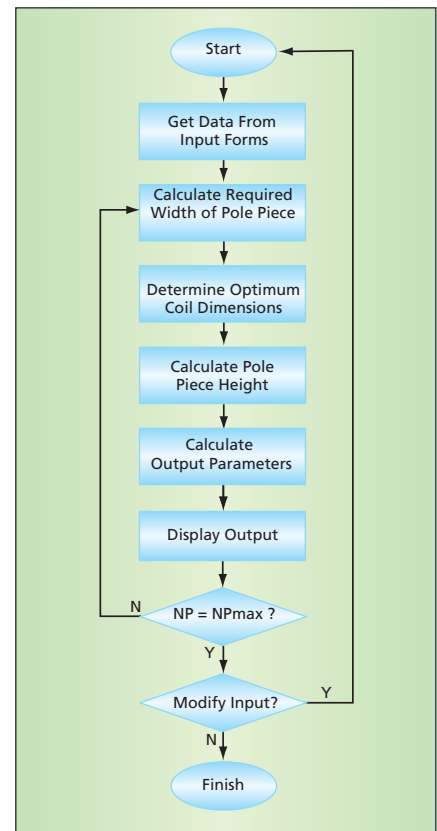 Start
Get Data From
Input Forms
Calculate Required
Width of Pole Piece
Determine Optimum
Coil Dimensions
Calculate Pole
Piece Height
Calculate
Output Parameters
Display Output
N
NP = NPmax ?
Y
Modify Input?
Y
N
Finish